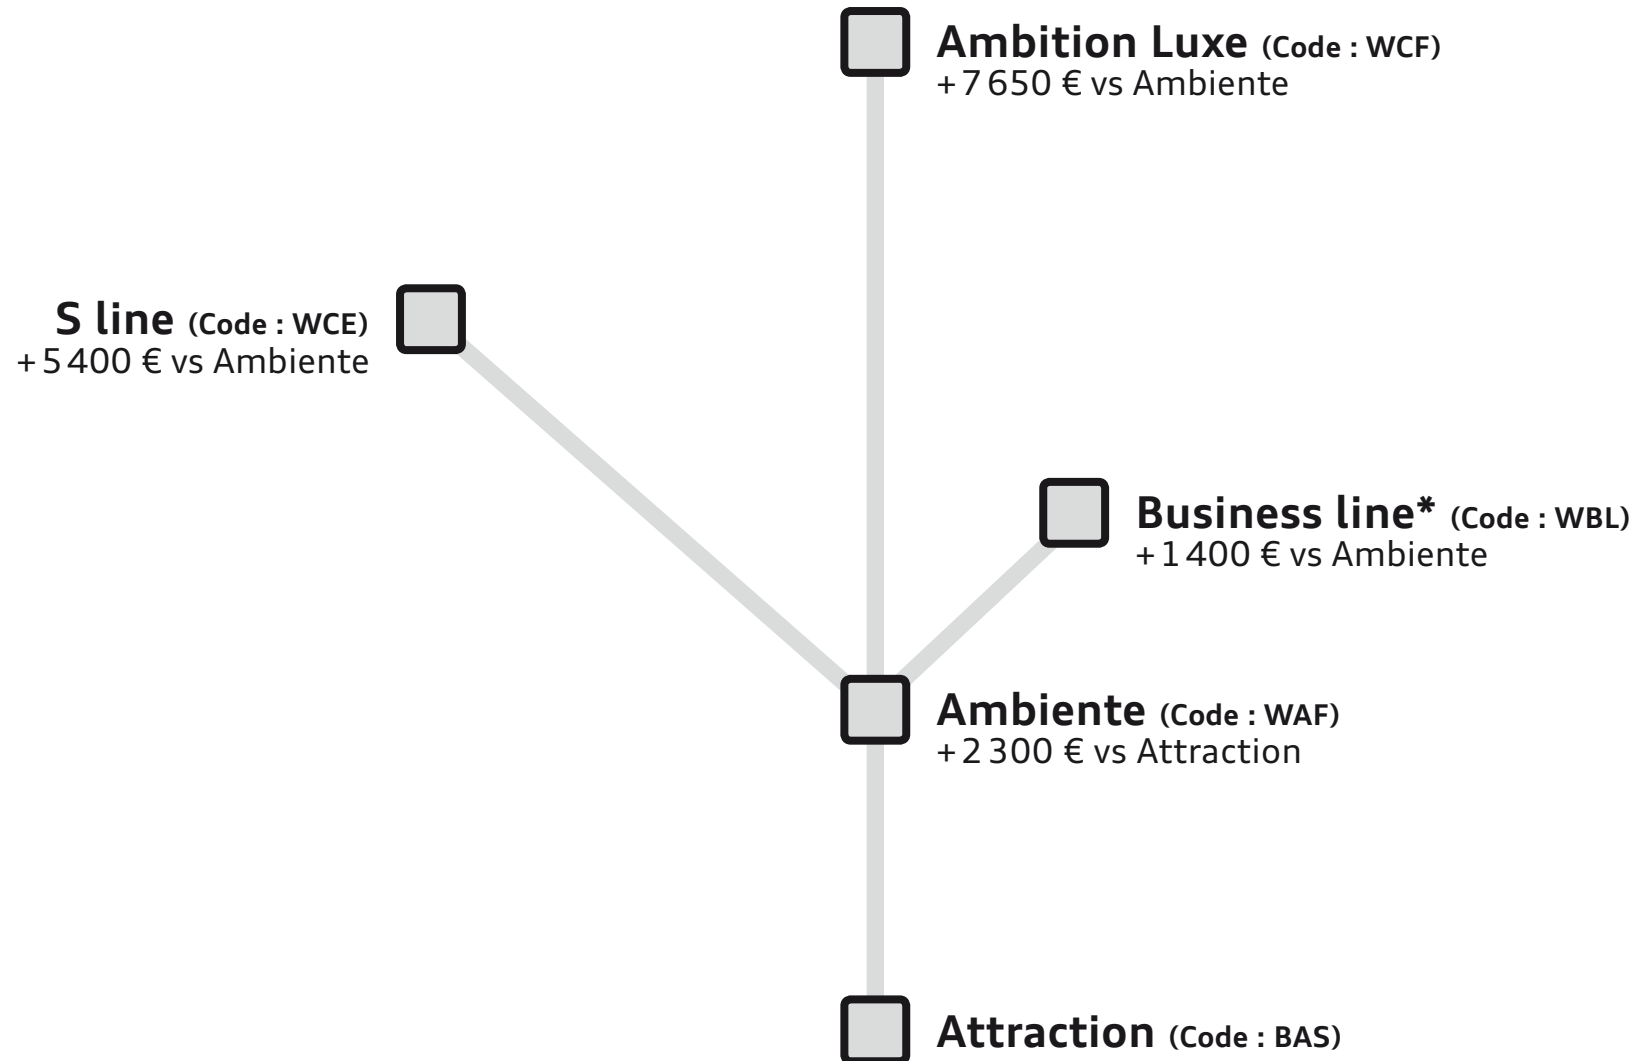 Ambition Luxe (Code : WCF)
+7 650 € vs Ambiente
S line (Code : WCE)
+5 400 € vs Ambiente
Business line* (Code : WBL)
+1 400 € vs Ambiente
Ambiente (Code : WAF)
+2 300 € vs Attraction
Attraction (Code : BAS)